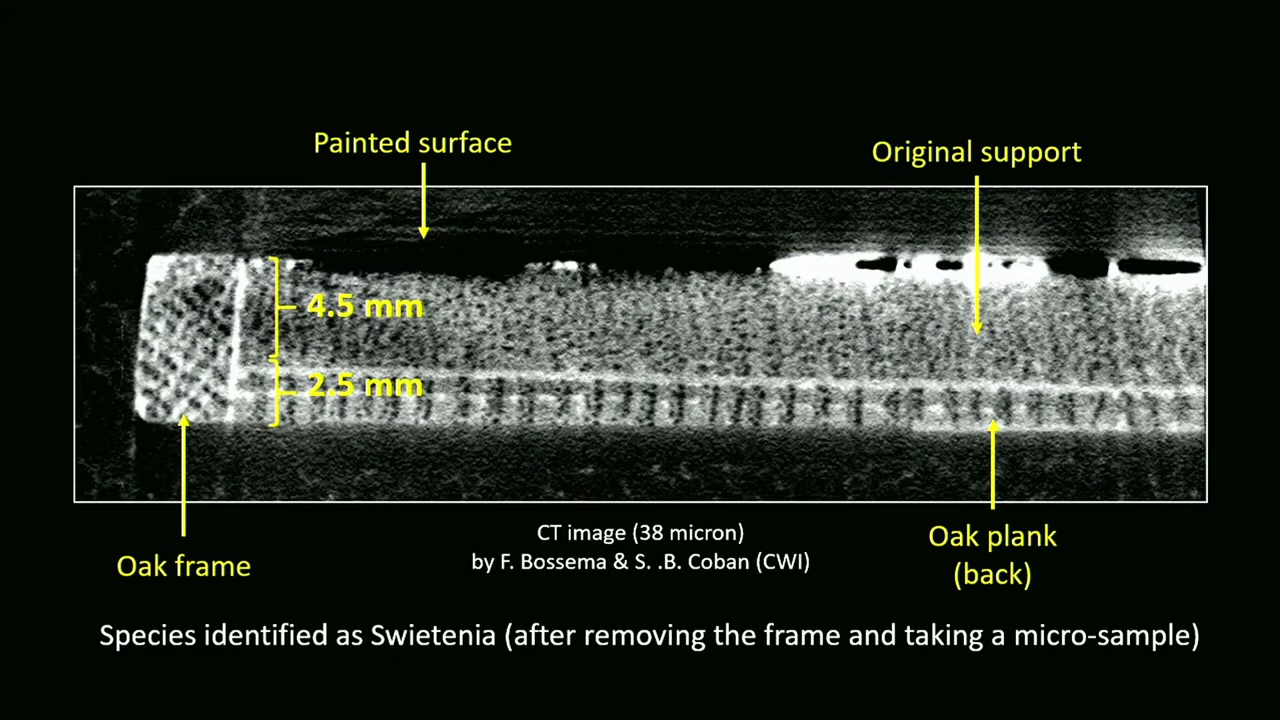 Painted surface
Original support
4.5 mm
2.5 mm
Oak frame
CT image (38 micron)
by F. Bossema & S. .B. Coban (CWI)
Oak plank
(back)
Species identified as Swietenia (after removing the frame and taking a micro-sample)